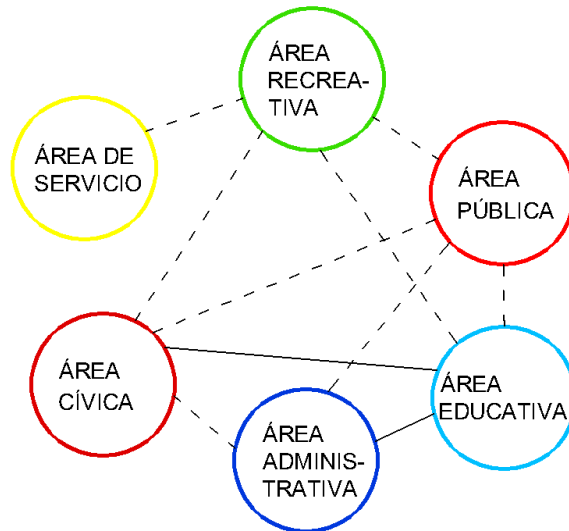 ÁREA
RECREA-
TIVA
ÁREA DE
SERVICIO
ÁREA
PÚBLICA
ÁREA
CÍVICA
ÁREA
EDUCATIVA
ÁREA
ADMINIS-
TRATIVA